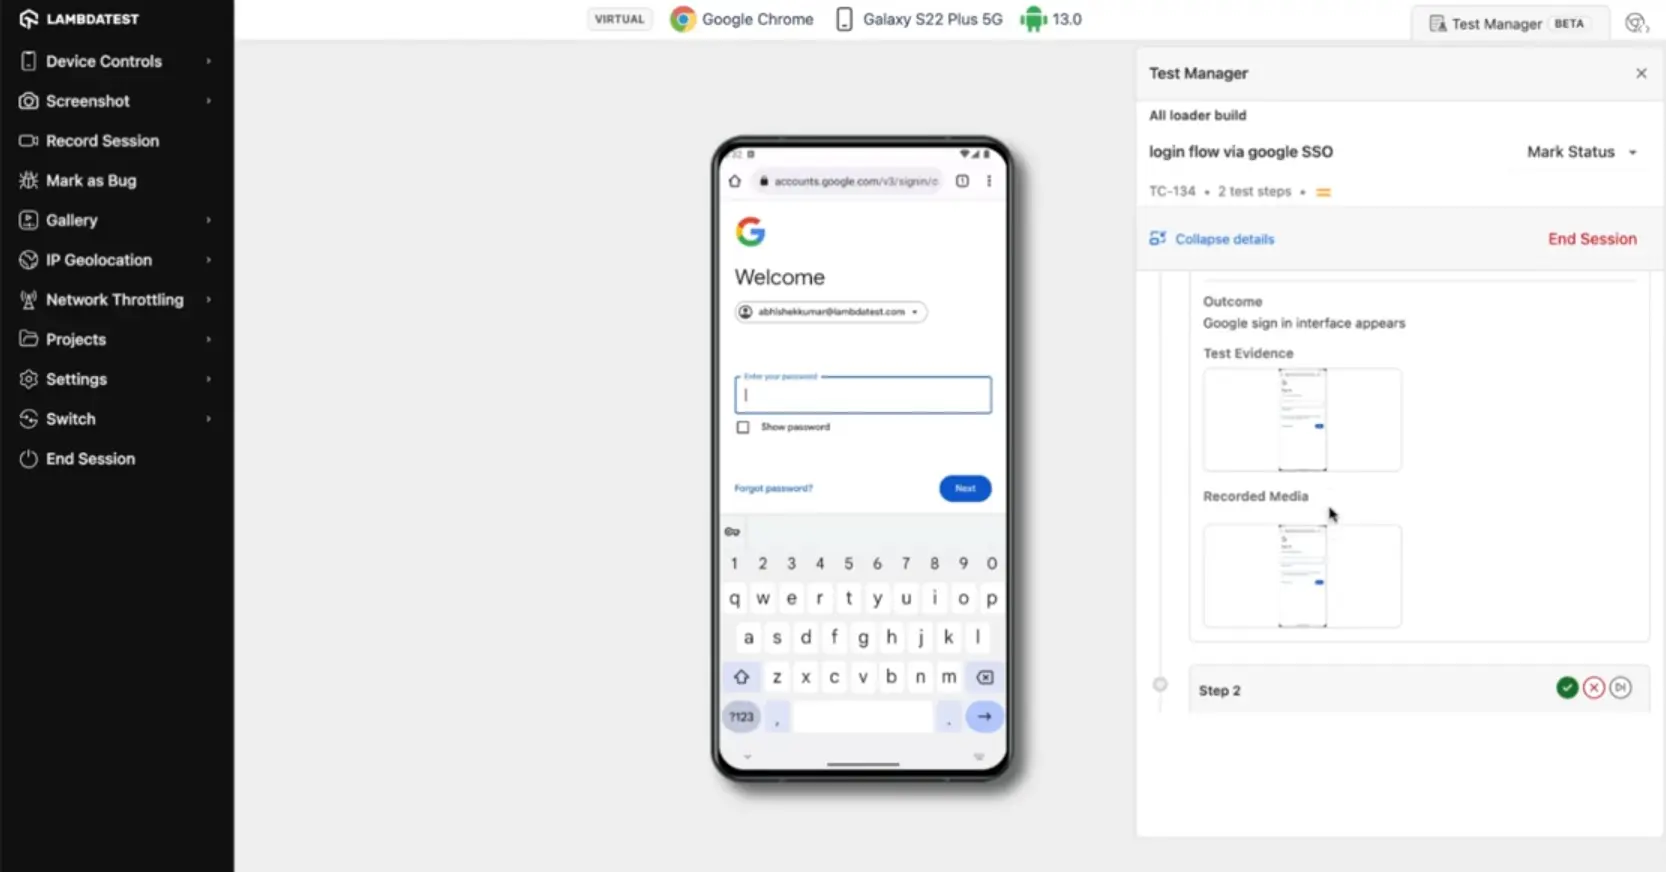 LAMBDATEST
Device Controls
Screenshot
Record Session
Mark as Bug
Gallery
IP Geolocation
Network Throttling
Projects
Settings
Switch
End Session
VIRTUAL Google Chrome Galaxy S22 Plus 5G 13.0
Test Manager BETA
accounts.google.com/v3/signin/c
1
Welcome
abhishekkumar@lambdatest.com
Enter your password
Show password
Forgot password? Next
1 2 3 4 5 6 7 8 9 0
q w e r t y u i o p
a s d f g h j k l
z x c v b n m
?123 , .
Test Manager
All loader build
login flow via google SSO Mark Status
TC-134 • 2 test steps •
Collapse details End Session
Outcome
Google sign in interface appears
Test Evidence
Recorded Media
Step 2